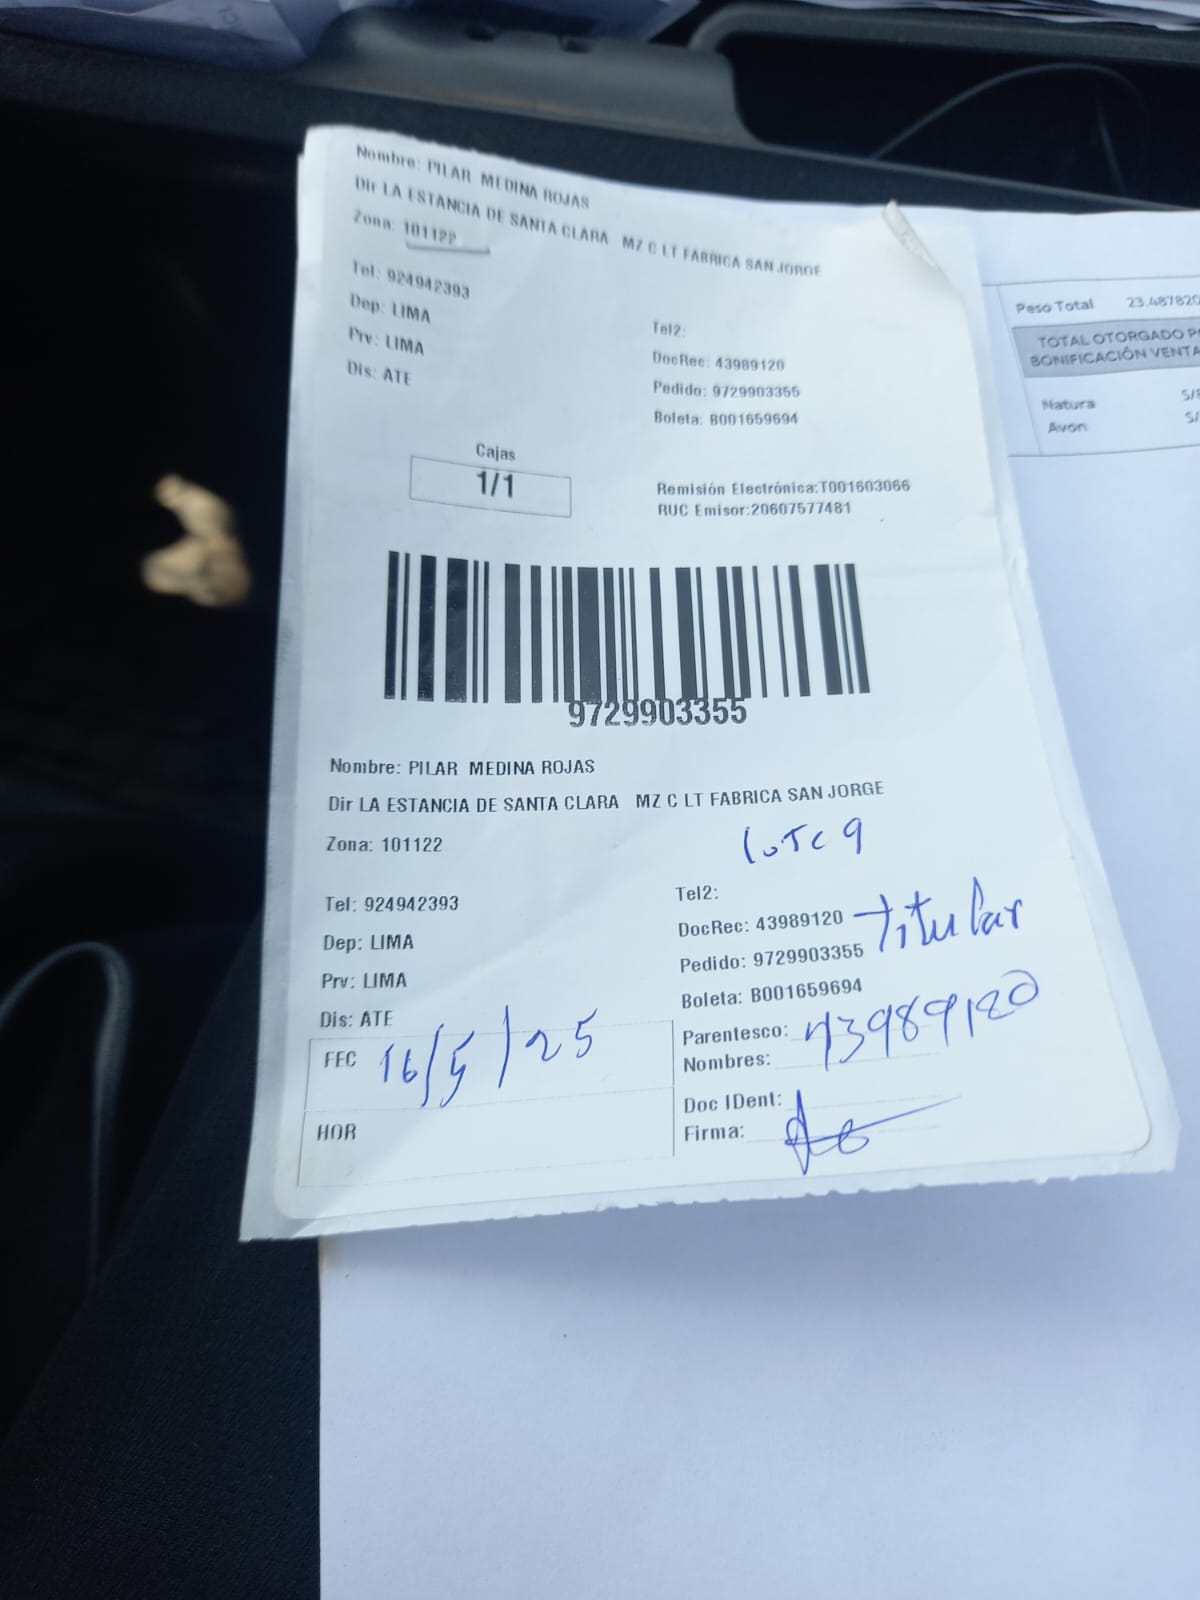 Nombre: PILAR MEDINA ROJAS
Dir LA ESTANCIA DE SANTA CLARA MZ C LT FABRICA SAN JORGE
Zona: 101122
Tel: 924942393
Dep: LIMA
Prv: LIMA
Dis: ATE
Tel2:
DocRec: 43989120
Pedido: 9729903355
Boleta: B001659694
Cajas
1/1
Remisión Electrónica:T001603066
RUC Emisor:20607577481
9729903355
Nombre: PILAR MEDINA ROJAS
Dir LA ESTANCIA DE SANTA CLARA MZ C LT FABRICA SAN JORGE
Zona: 101122
lote 9
Tel: 924942393
Dep: LIMA
Prv: LIMA
Dis: ATE
Tel2:
DocRec: 43989120 titular
Pedido: 9729903355
Boleta: B001659694
Parentesco: 43989120
Nombres:
Doc IDent:
Firma:
FEC 16/5/25
HOR
Peso Total 23.487820
TOTAL OTORGADO
BONIFICACIÓN VENTA
Natura
Avon